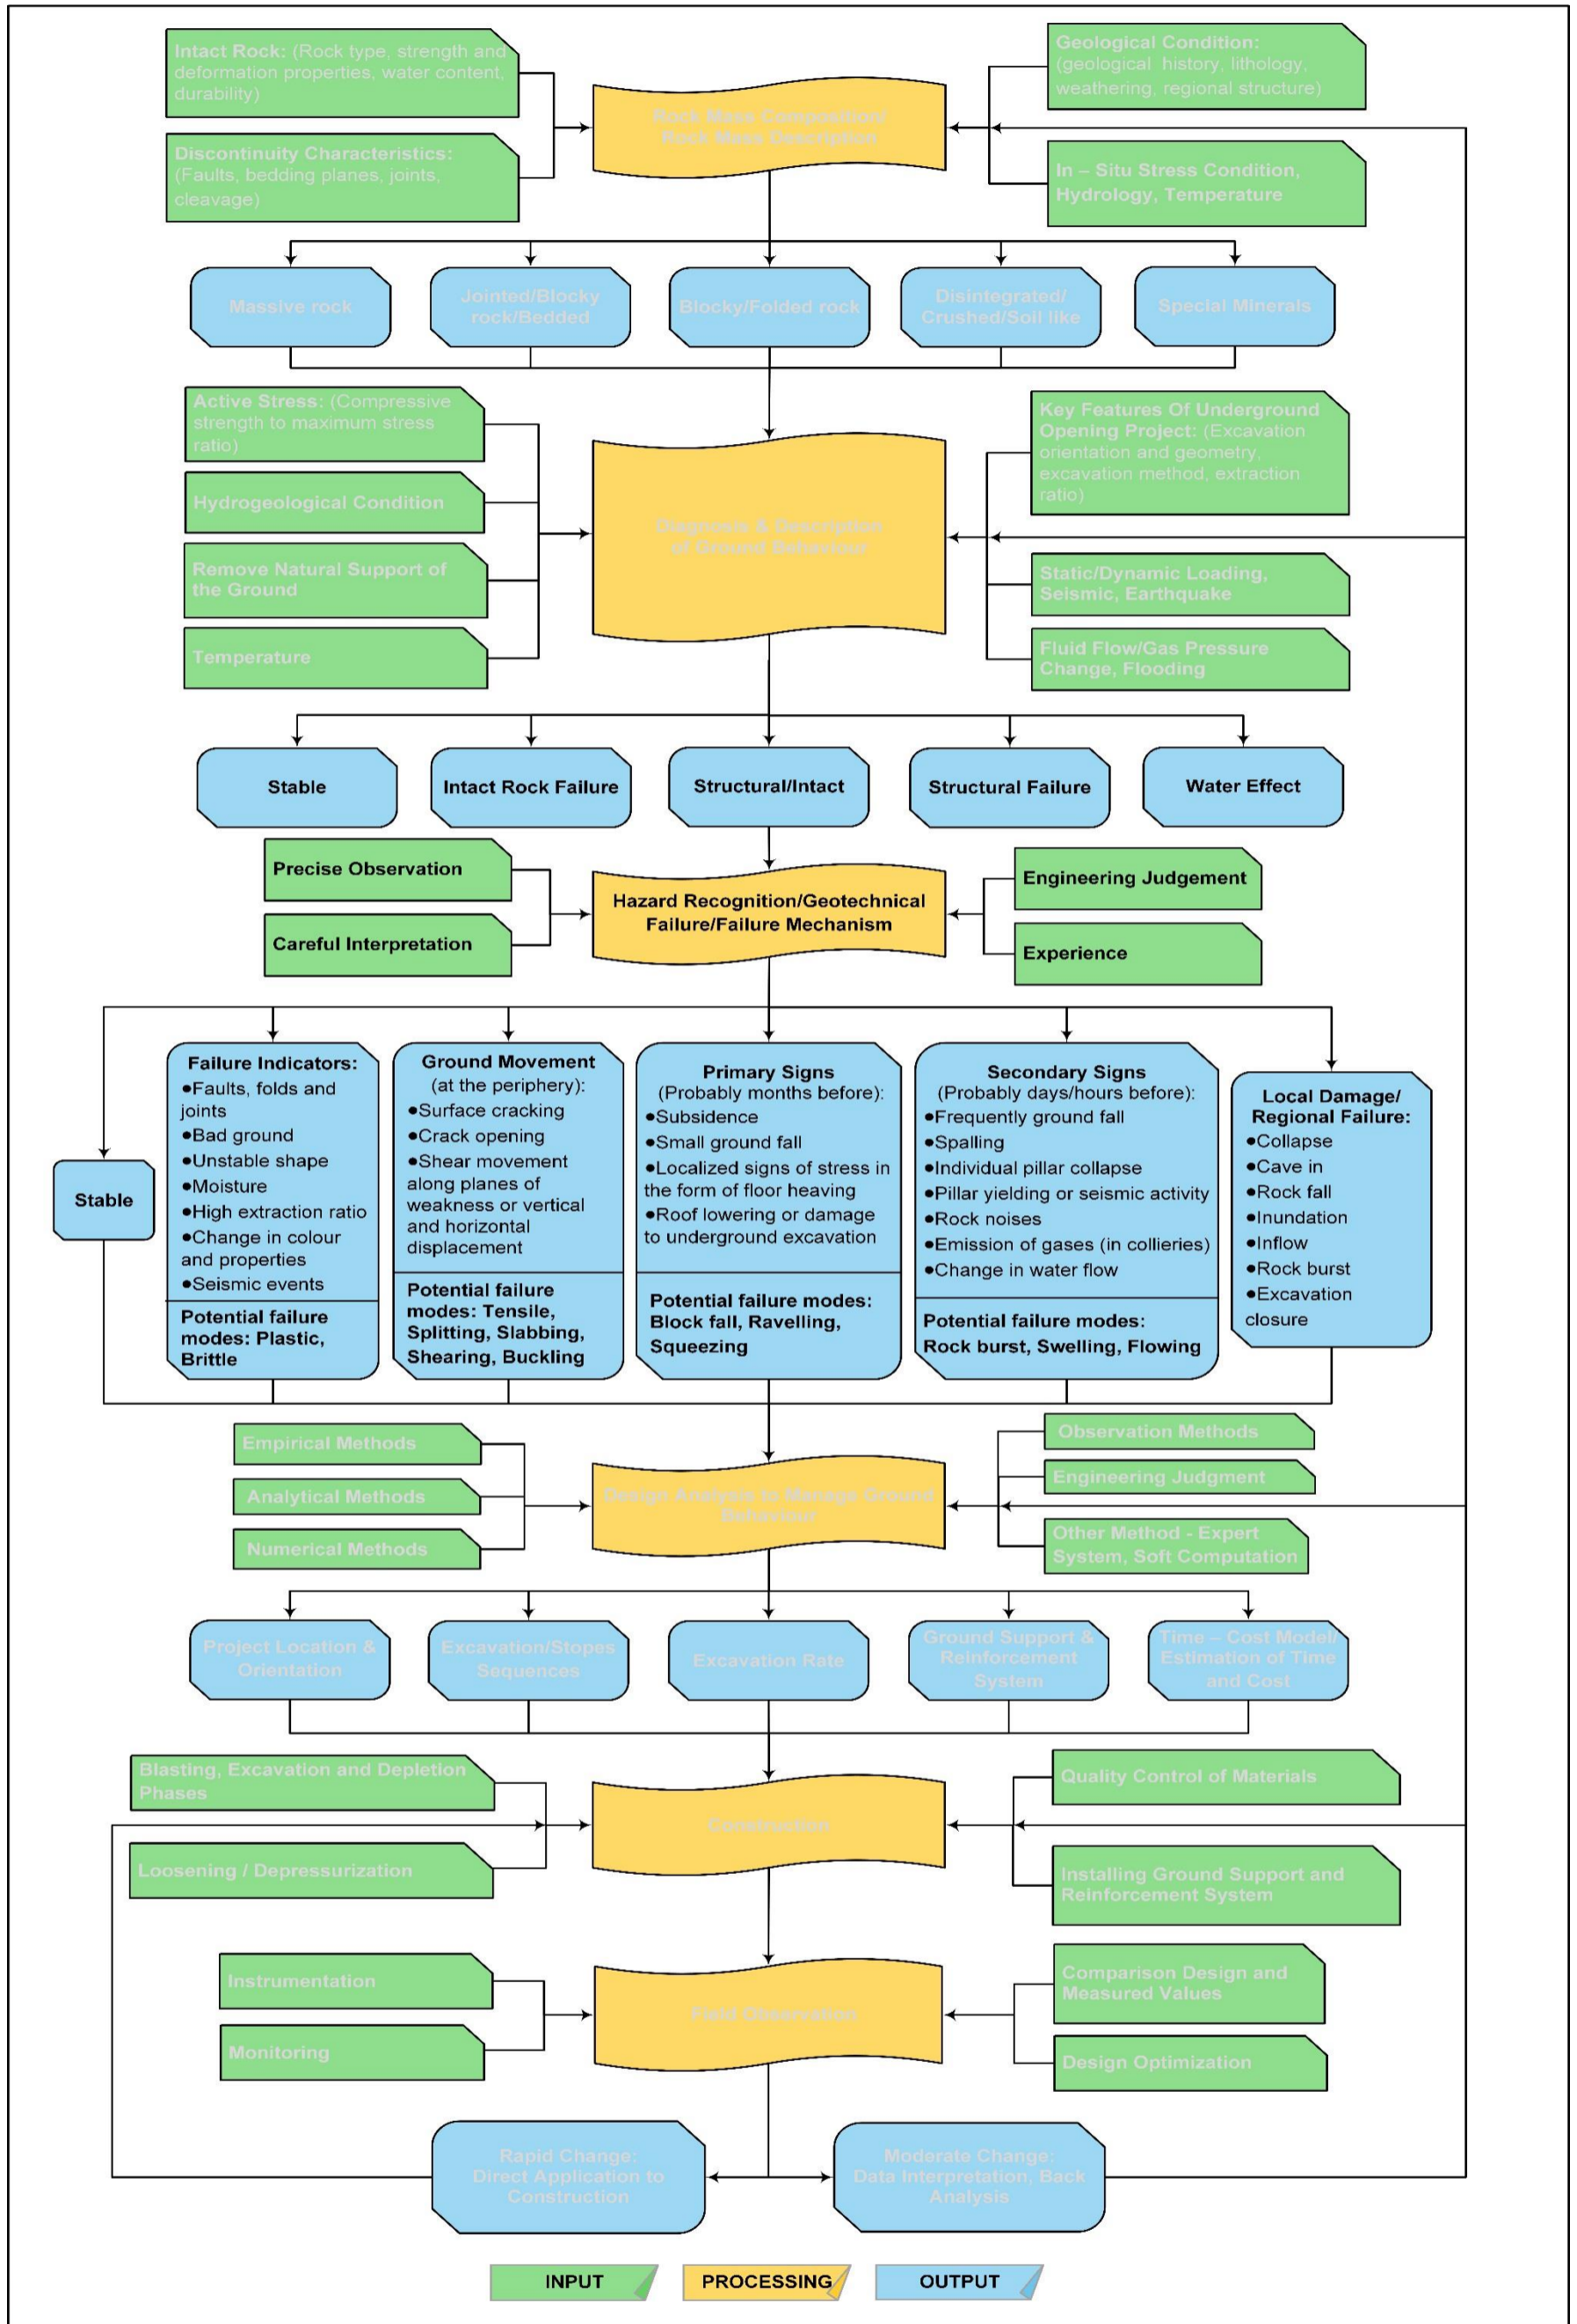 Intact Rock: (Rock type, strength and
deformation properties, water content,
durability)
Discontinuity Characteristics:
(Faults, bedding planes, joints,
cleavage)
Rock Mass Composition/
Rock Mass Description
Geological Condition:
(geological history, lithology,
weathering, regional structure)
In – Situ Stress Condition,
Hydrology, Temperature
Massive rock
Jointed/Blocky
rock/Bedded
Blocky/Folded rock
Disintegrated/
Crushed/Soil like
Special Minerals
Active Stress: (Compressive
strength to maximum stress
ratio)
Hydrogeological Condition
Remove Natural Support of
the Ground
Temperature
Diagnosis & Description
of Ground Behaviour
Key Features Of Underground
Opening Project: (Excavation
orientation and geometry,
excavation method, extraction
ratio)
Static/Dynamic Loading,
Seismic, Earthquake
Fluid Flow/Gas Pressure
Change, Flooding
Stable
Intact Rock Failure
Structural/Intact
Structural Failure
Water Effect
Precise Observation
Careful Interpretation
Hazard Recognition/Geotechnical
Failure/Failure Mechanism
Engineering Judgement
Experience
Stable
Failure Indicators:
●Faults, folds and
joints
●Bad ground
●Unstable shape
●Moisture
●High extraction ratio
●Change in colour
and properties
●Seismic events
Potential failure
modes: Plastic,
Brittle
Ground Movement
(at the periphery):
●Surface cracking
●Crack opening
●Shear movement
along planes of
weakness or vertical
and horizontal
displacement
Potential failure
modes: Tensile,
Splitting, Slabbing,
Shearing, Buckling
Primary Signs
(Probably months before):
●Subsidence
●Small ground fall
●Localized signs of stress in
the form of floor heaving
●Roof lowering or damage
to underground excavation
Potential failure modes:
Block fall, Ravelling,
Squeezing
Secondary Signs
(Probably days/hours before):
●Frequently ground fall
●Spalling
●Individual pillar collapse
●Pillar yielding or seismic activity
●Rock noises
●Emission of gases (in collieries)
●Change in water flow
Potential failure modes:
Rock burst, Swelling, Flowing
Local Damage/
Regional Failure:
●Collapse
●Cave in
●Rock fall
●Inundation
●Inflow
●Rock burst
●Excavation
closure
Empirical Methods
Analytical Methods
Numerical Methods
Design Analysis to Manage Ground
Behaviour
Observation Methods
Engineering Judgment
Other Method - Expert
System, Soft Computation
Project Location &
Orientation
Excavation/Stopes
Sequences
Excavation Rate
Ground Support &
Reinforcement
System
Time – Cost Model/
Estimation of Time
and Cost
Blasting, Excavation and Depletion
Phases
Loosening / Depressurization
Construction
Quality Control of Materials
Installing Ground Support and
Reinforcement System
Instrumentation
Monitoring
Field Observation
Comparison Design and
Measured Values
Design Optimization
Rapid Change:
Direct Application to
Construction
Moderate Change:
Data Interpretation, Back
Analysis
INPUT
PROCESSING
OUTPUT